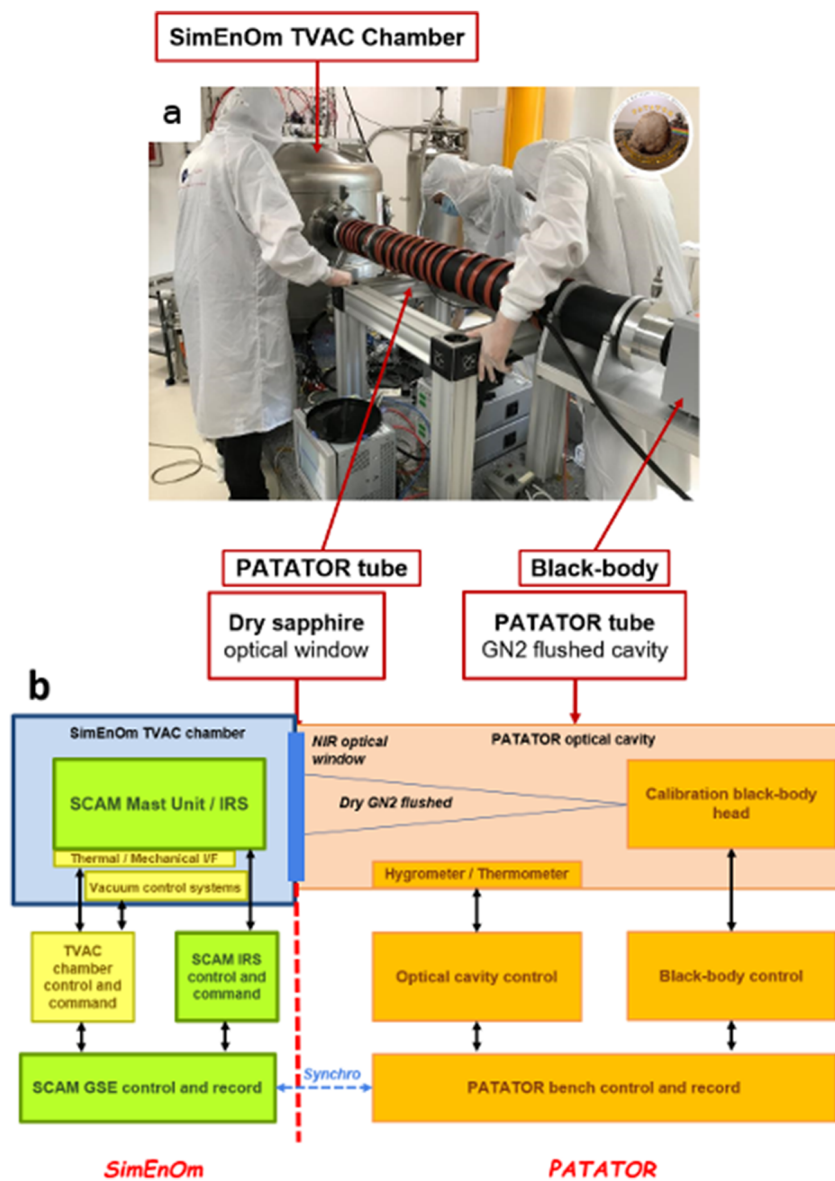 SimEnOm TVAC Chamber
a
PATATOR tube
Black-body
Dry sapphire
optical window
PATATOR tube
GN2 flushed cavity
b
SimEnOm TVAC chamber
NIR optical
window
PATATOR optical cavity
SCAM Mast Unit / IRS
Dry GN2 flushed
Calibration black-body
head
Thermal / Mechanical I/F
Vacuum control systems
Hygrometer / Thermometer
TVAC
chamber
control and
command
SCAM IRS
control and
command
Optical cavity control
Black-body control
SCAM GSE control and record
Synchro
PATATOR bench control and record
SimEnOm
PATATOR